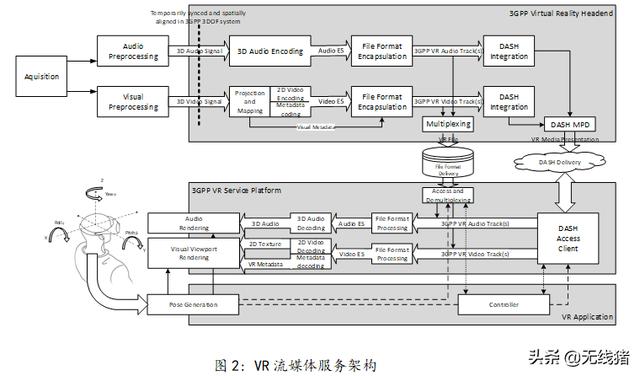 Temporarily synced and spatially
aligned in 3GPP 3DOF system
3GPP Virtual Reality Headend
Aquisition
Audio
Preprocessing
3D Audio Signal
3D Audio Encoding
Audio ES
File Format
Encapsulation
3GPP VR Audio Track(s)
DASH
Integration
Visual
Preprocessing
3D Video Signal
Projection
and
Mapping
2D Video
Encoding
Metadata
coding
Video ES
File Format
Encapsulation
3GPP VR Video Track(s)
DASH
Integration
Visual Metadata
Multiplexing
DASH MPD
VR File
VR Media Presentation
File Format
Delivery
DASH Delivery
3GPP VR Service Platform
Access and
Demultiplexing
Audio
Rendering
3D Audio
3D Audio
Decoding
Audio ES
File Format
Processing
3GPP VR Audio Track(s)
DASH
Access
Client
Visual Viewport
Rendering
2D Texture
VR Metadata
2D Video
Decoding
Metadata
decoding
Video ES
File Format
Processing
3GPP VR Video Track(s)
Z
X
Y
Pose Generation
Controller
VR Application
图 2: VR 流媒体服务架构
头条 @无线猪